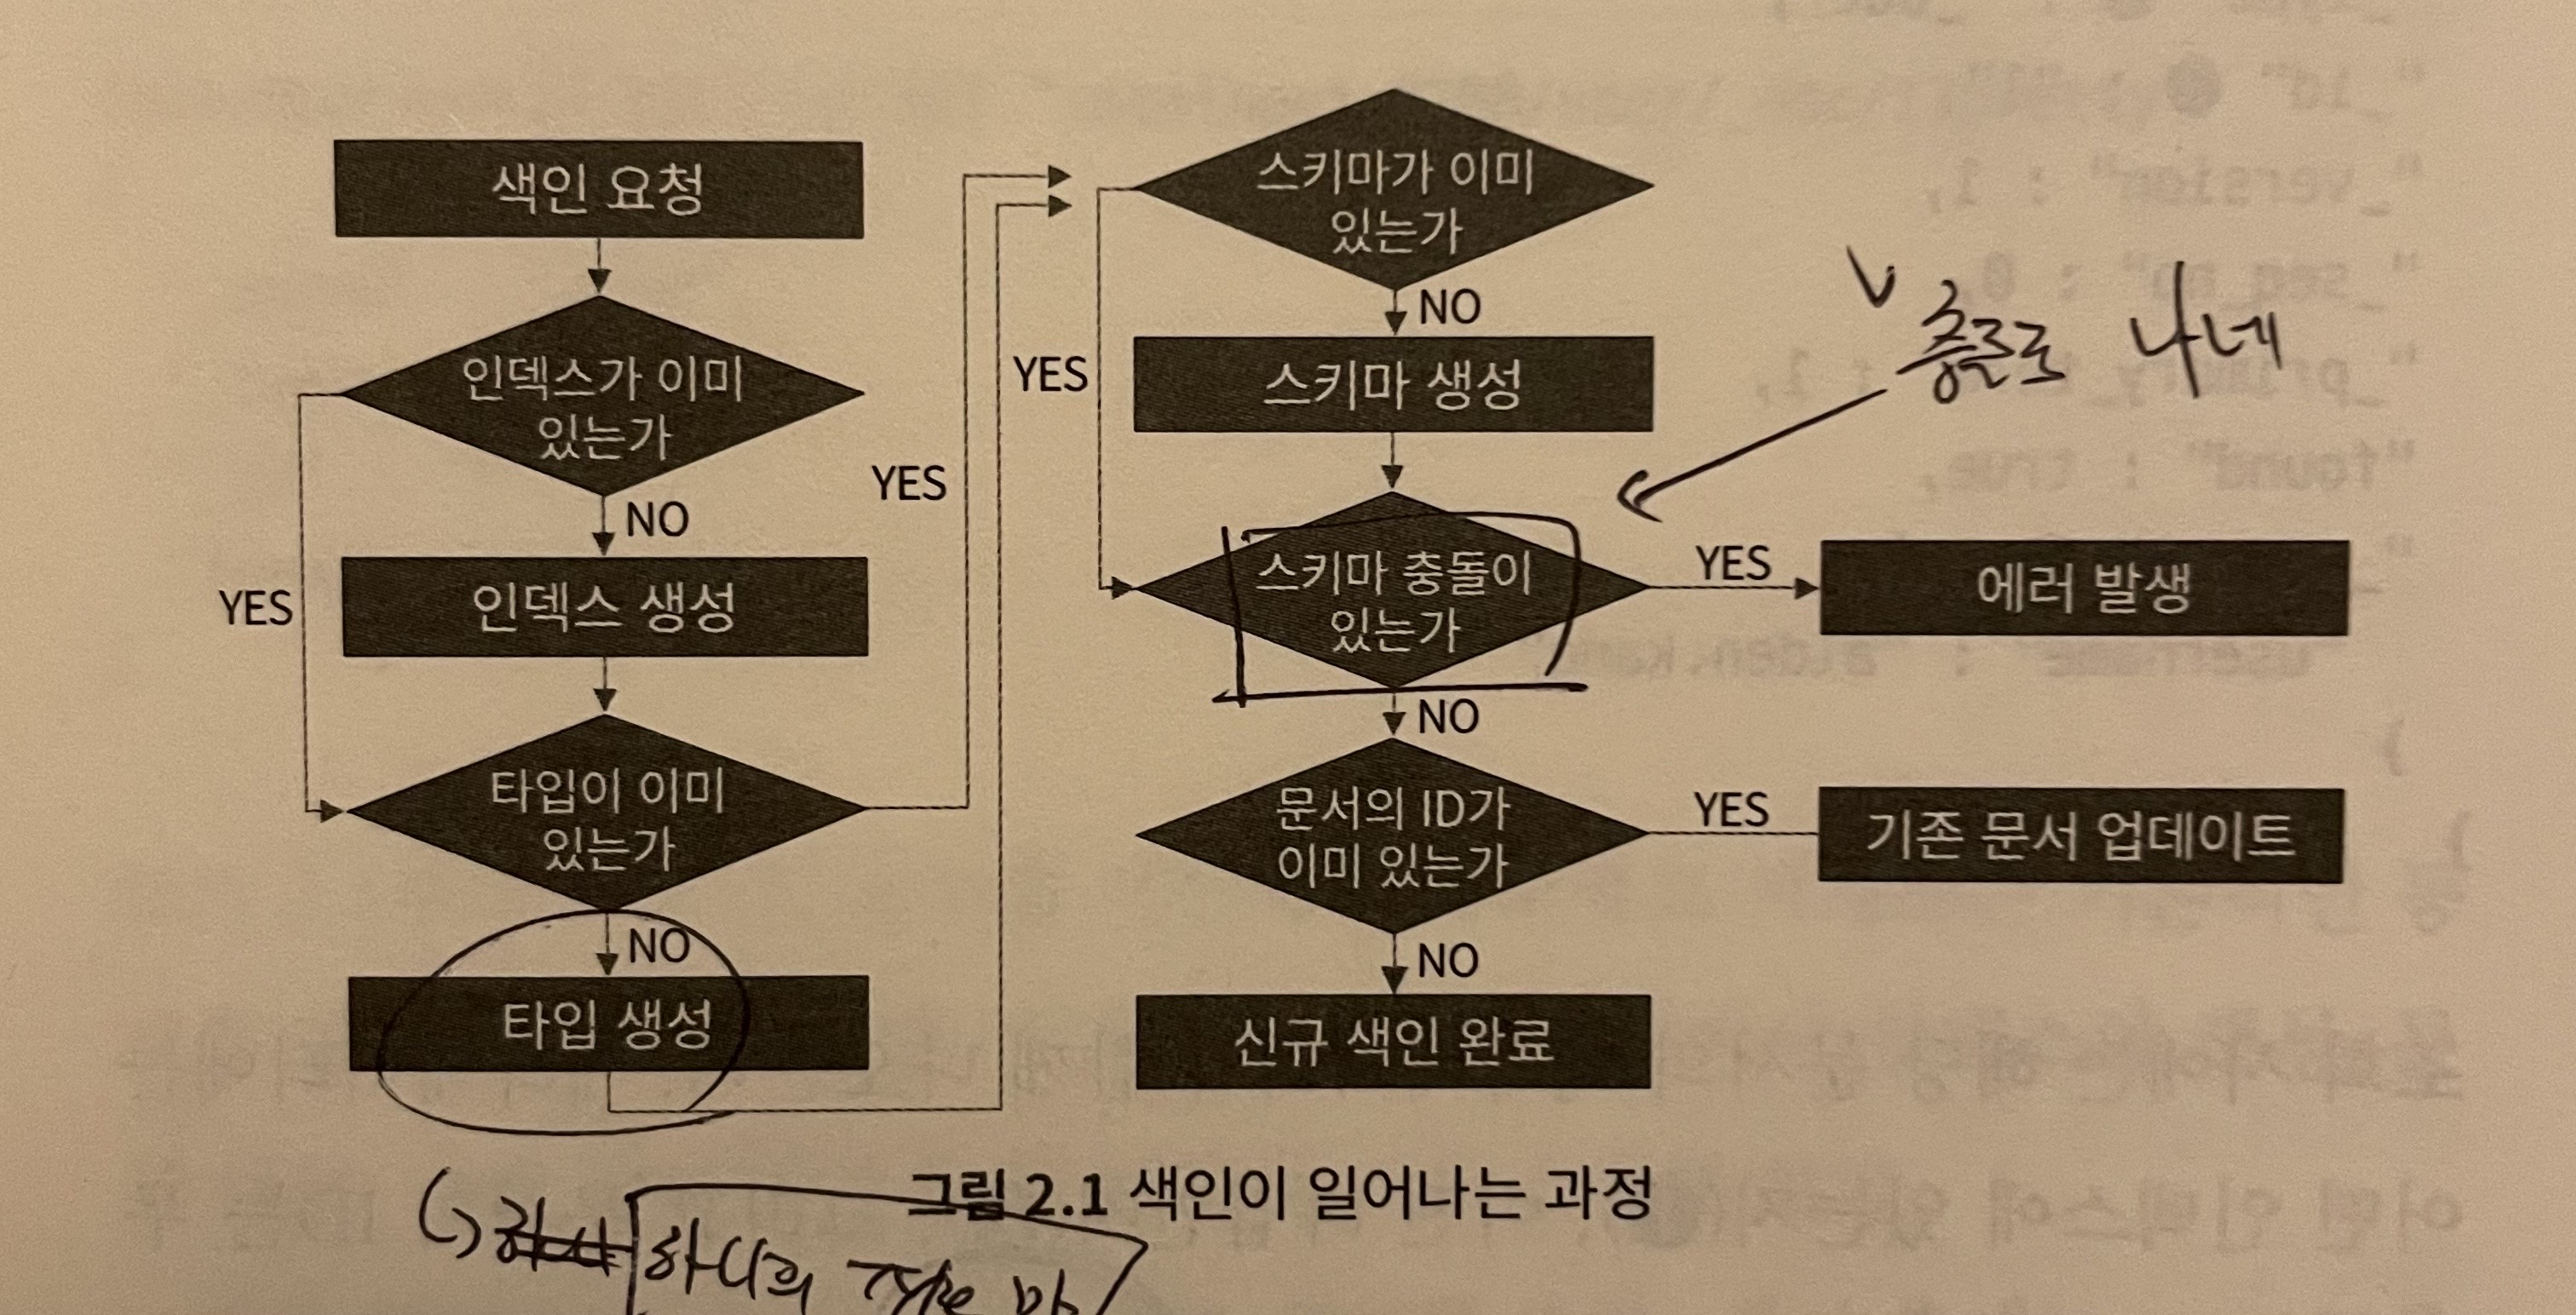 색인 요청
인덱스가 이미
있는가
NO
YES
인덱스 생성
타입이 이미
있는가
YES
NO
타입 생성
스키마가 이미
있는가
NO
YES
스키마 생성
스키마 충돌이
있는가
YES
에러 발생
NO
문서의 ID가
이미 있는가
YES
기존 문서 업데이트
NO
신규 색인 완료
나네
그림 2.1 색인이 일어나는 과정
하나의 Type